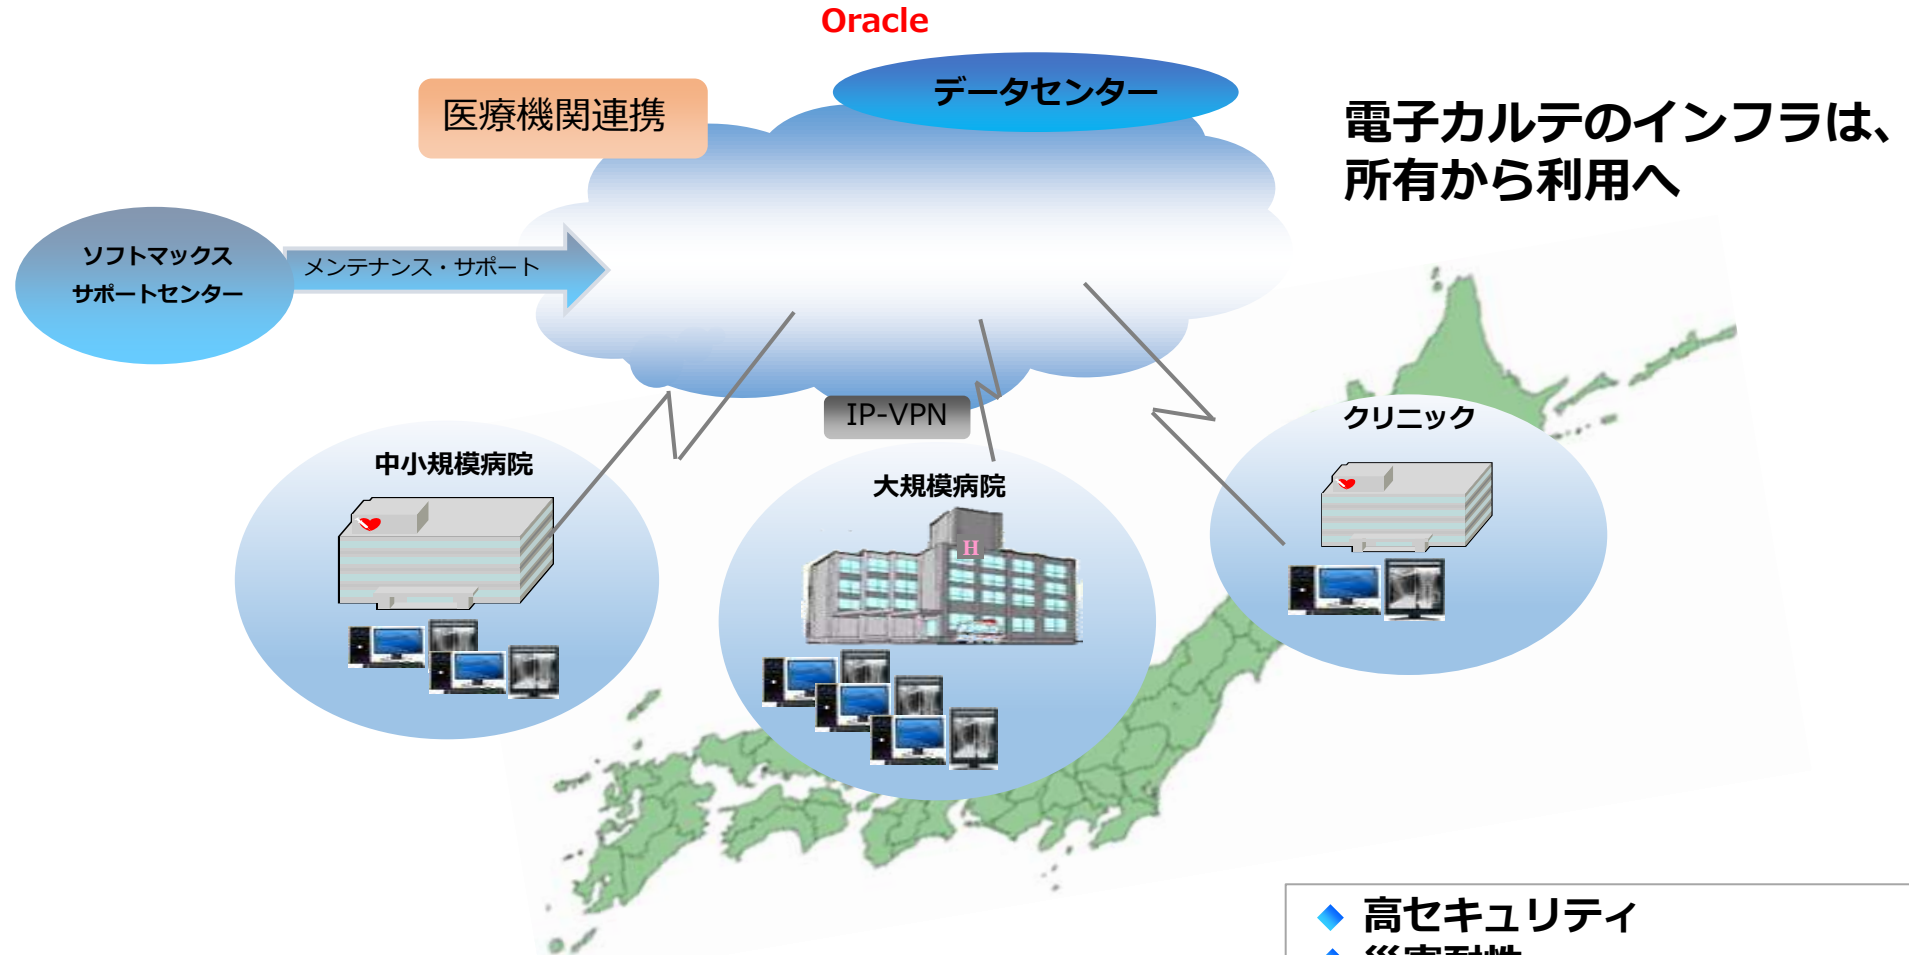 Oracle
データセンター
医療機関連携
電子カルテのインフラは、
所有から利用へ
ソフトマックス
サポートセンター
メンテナンス・サポート
IP-VPN
クリニック
中小規模病院
大規模病院
H
高セキュリティ